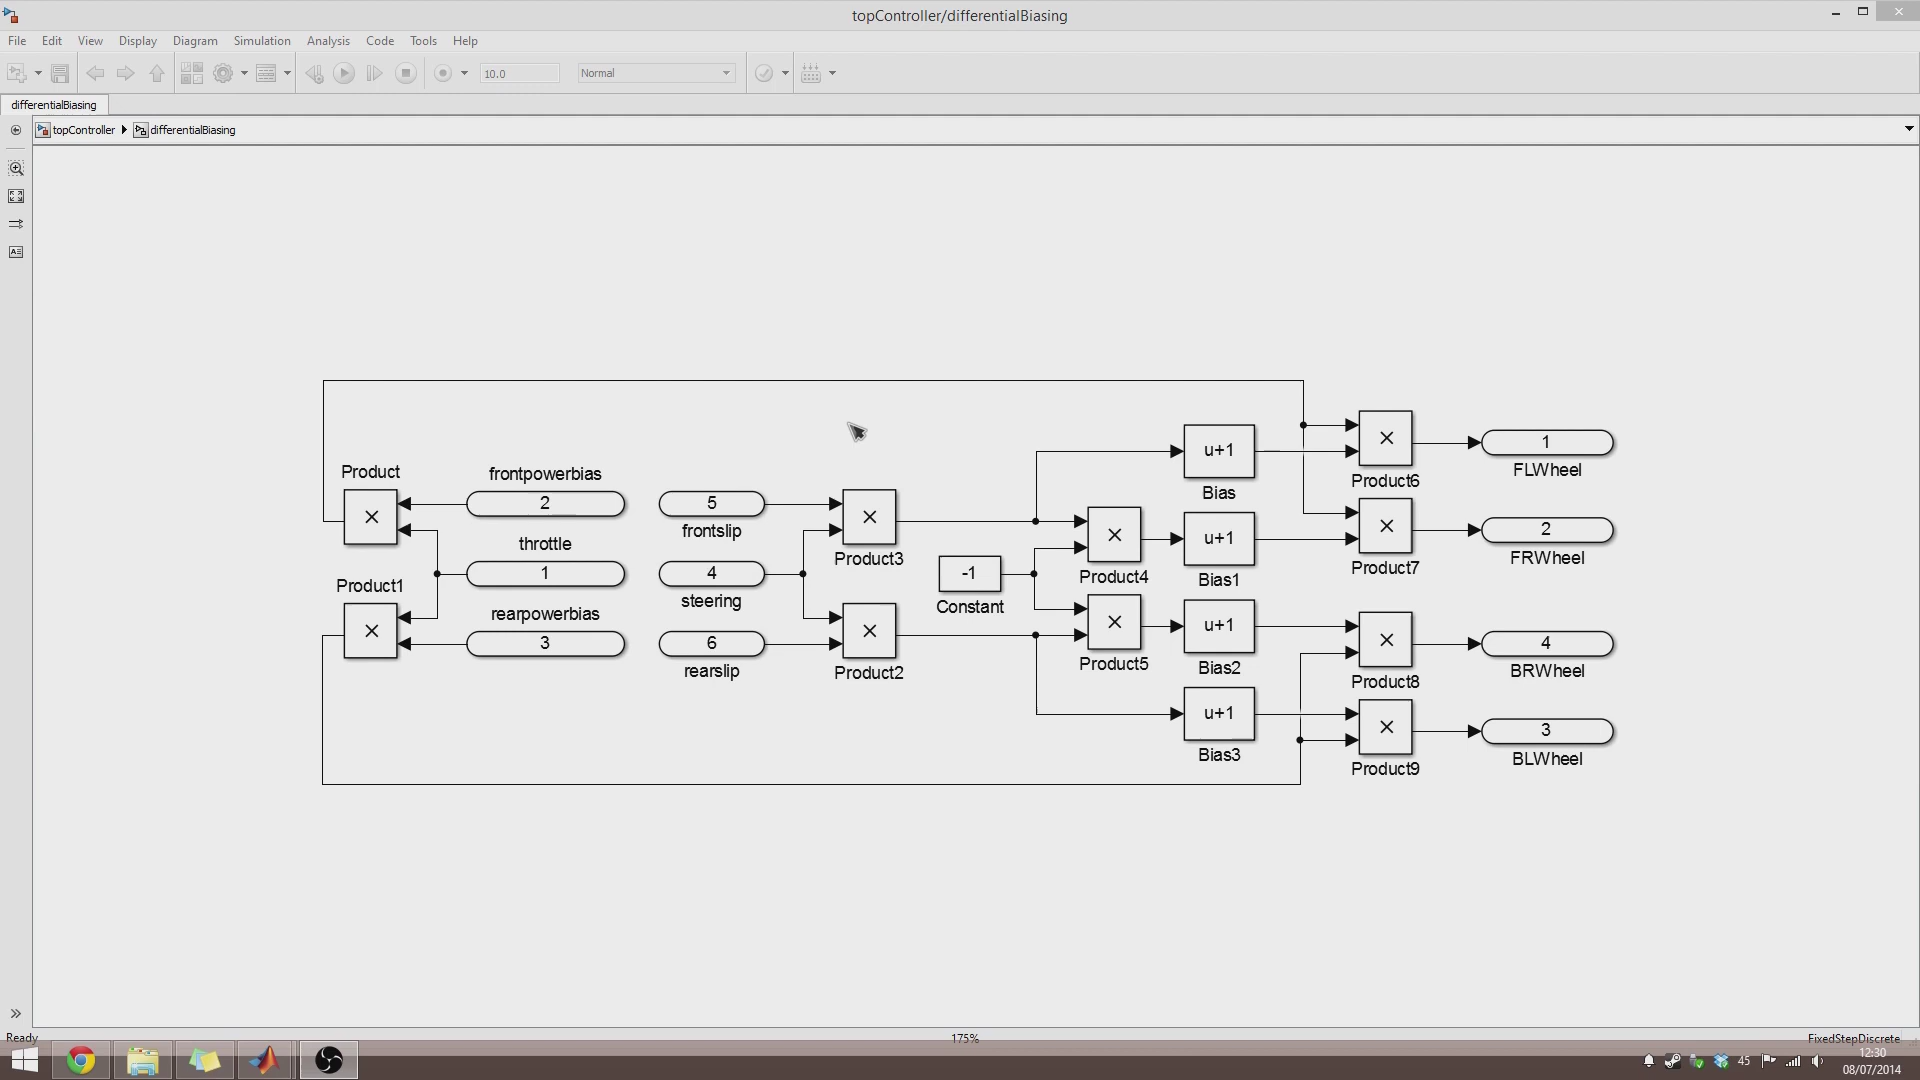 topController/differentialBiasing
File Edit View Display Diagram Simulation Analysis Code Tools Help
10.0 Normal
differentialBiasing
topController differentialBiasing
Product
×
frontpowerbias
2
throttle
1
Product1
×
rearpowerbias
3
5
frontslip
4
steering
6
rearslip
×
Product3
×
Product2
-1
Constant
×
Product4
×
Product5
u+1
Bias
u+1
Bias1
u+1
Bias2
u+1
Bias3
×
Product6
×
Product7
×
Product8
×
Product9
1
FLWheel
2
FRWheel
4
BRWheel
3
BLWheel
Ready 175% FixedStepDiscrete
45 12:30
08/07/2014